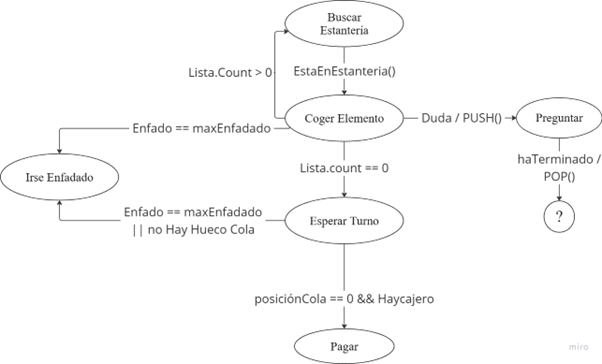 Buscar
Estantería
Lista.Count > 0
EstaEnEstanteria()
Coger Elemento
Duda / PUSH()
Preguntar
Enfado == maxEnfadado
haTerminado /
POP()
Lista.count == 0
Irse Enfadado
Enfado == maxEnfadado
|| no Hay Hueco Cola
Esperar Turno
?
posiciónCola == 0 && Haycajero
Pagar
miro